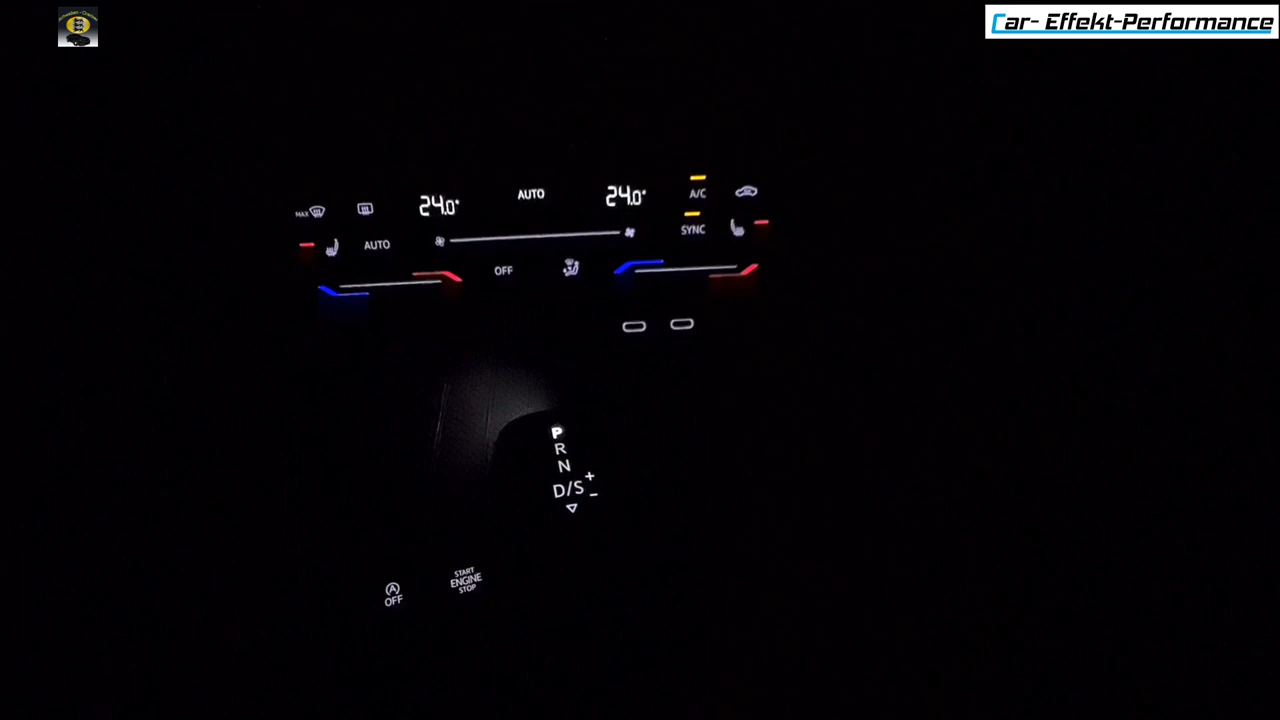 Car- Effekt-Performance
24.0°
AUTO
24.0°
A/C
MAX
AUTO
SYNC
OFF
P
R
N
D/S
+
-
A
OFF
START
ENGINE
STOP